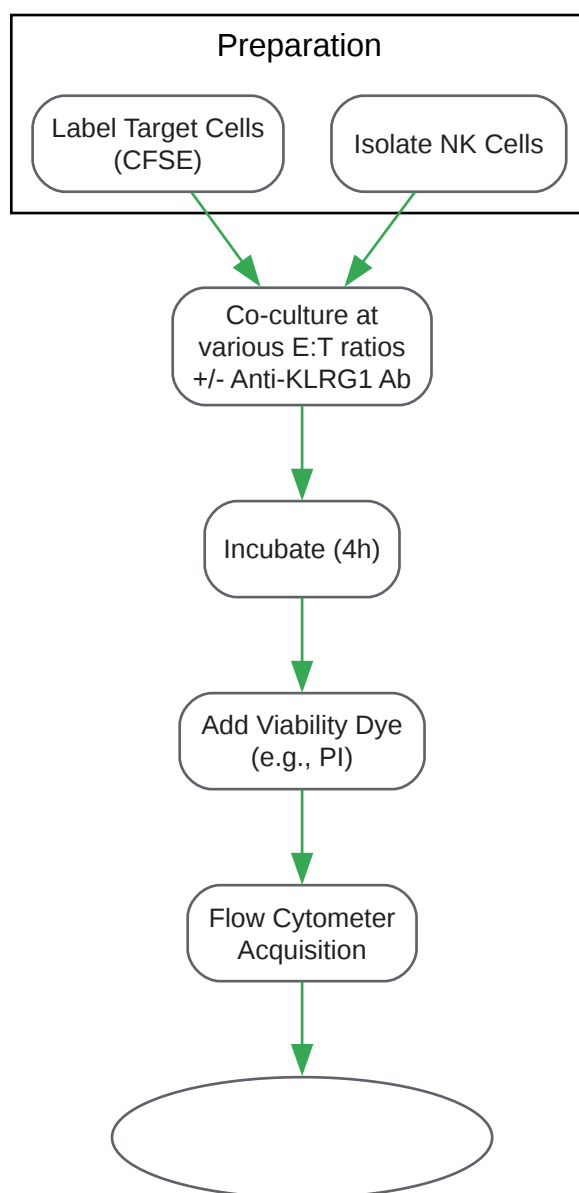 Preparation
Label Target Cells
(CFSE)
Isolate NK Cells
Co-culture at
various E:T ratios
+/- Anti-KLRG1 Ab
Incubate (4h)
Add Viability Dye
(e.g., PI)
Flow Cytometer
Acquisition